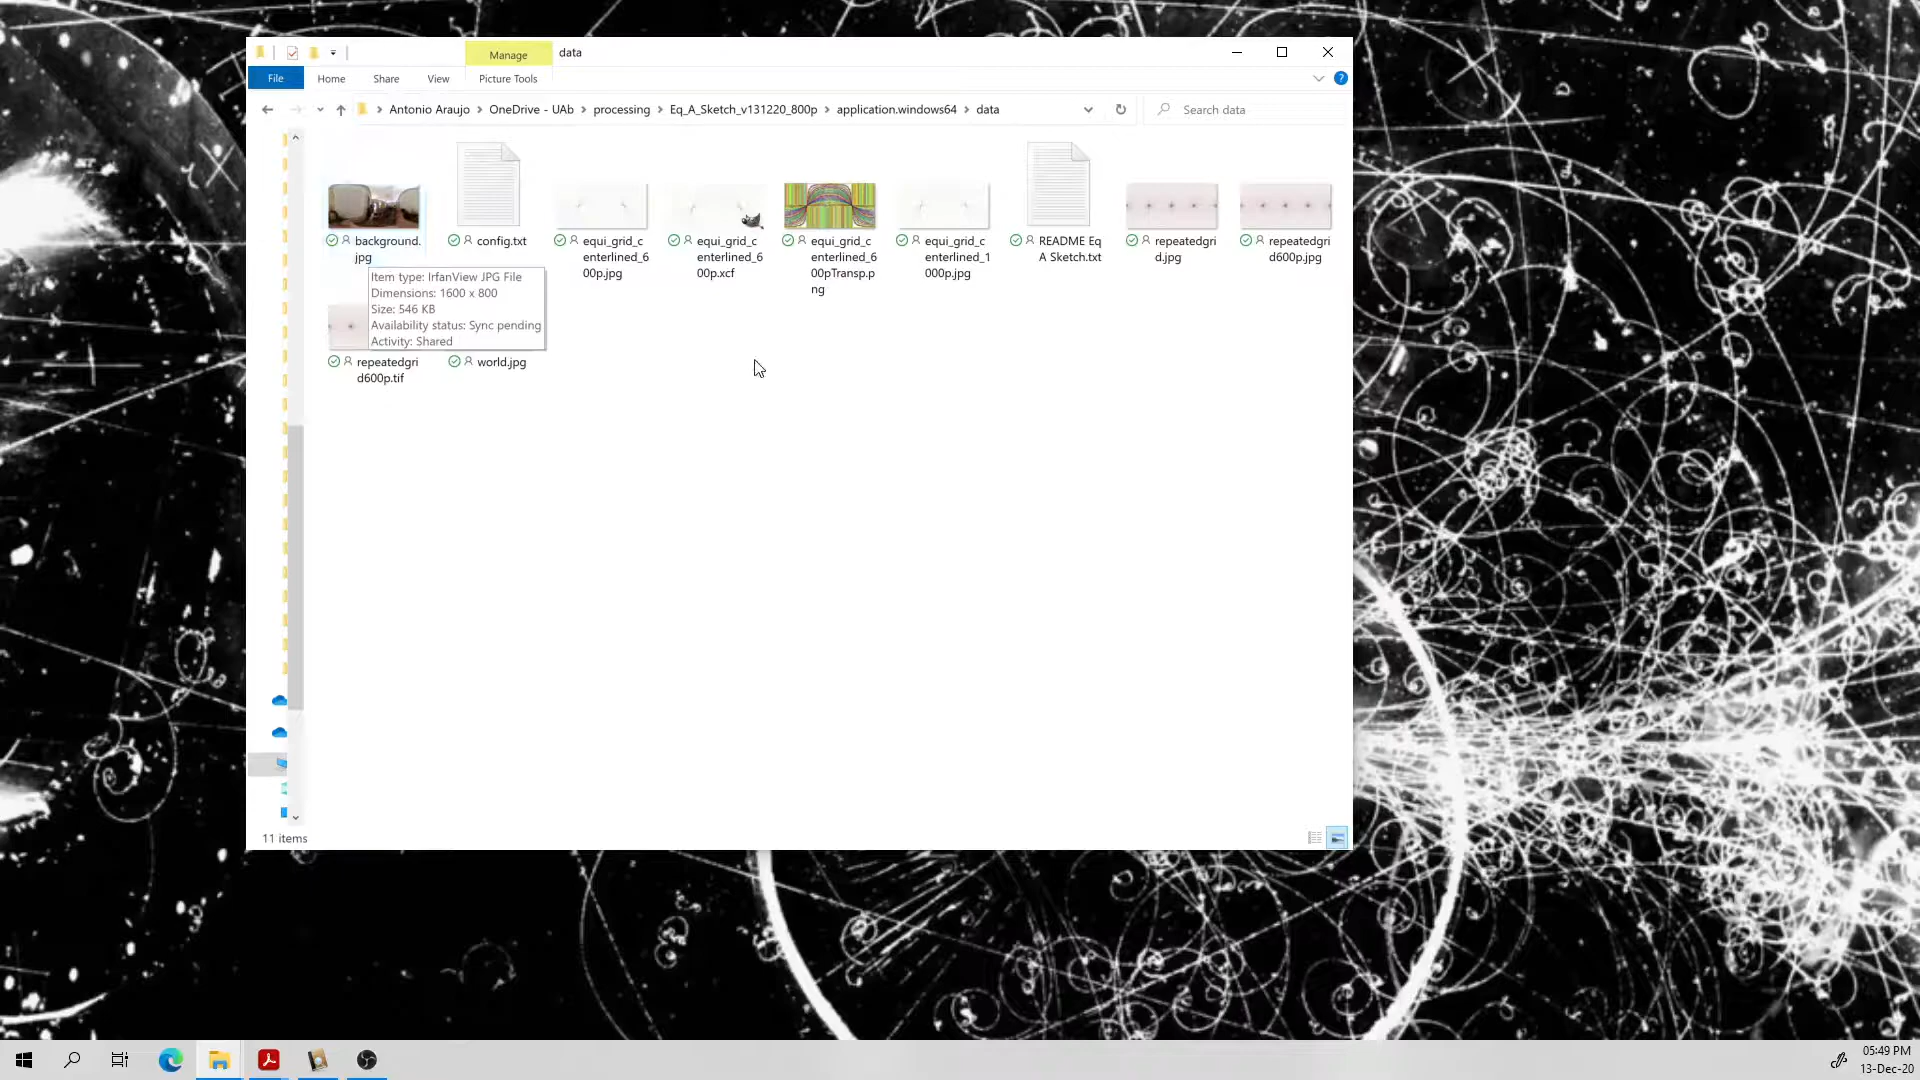 Manage
data
File
Home
Share
View
Picture Tools
?
Antonio Araujo
OneDrive - UAb
processing
Eq_A_Sketch_v131220_800p
application.windows64
data
Search data
background.
jpg
config.txt
equi_grid_c
enterlined_6
00p.jpg
equi_grid_c
enterlined_6
00p.xcf
equi_grid_c
enterlined_6
00pTransp.p
ng
equi_grid_c
enterlined_1
000p.jpg
README Eq
A Sketch.txt
repeatedgri
d.jpg
repeatedgri
d600p.jpg
Item type: IrfanView JPG File
Dimensions: 1600 x 800
Size: 546 KB
Availability status: Sync pending
Activity: Shared
repeatedgri
d600p.tif
world.jpg
11 items
05:49 PM
13-Dec-20